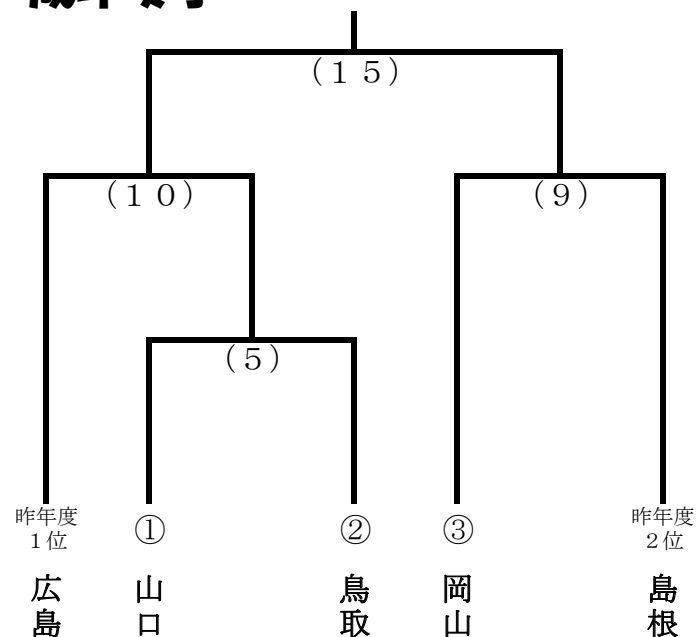 (１５)
(１０)
(９)
(５)
昨年度
１位
①
②
③
昨年度
２位
広島
山口
鳥取
岡山
島根